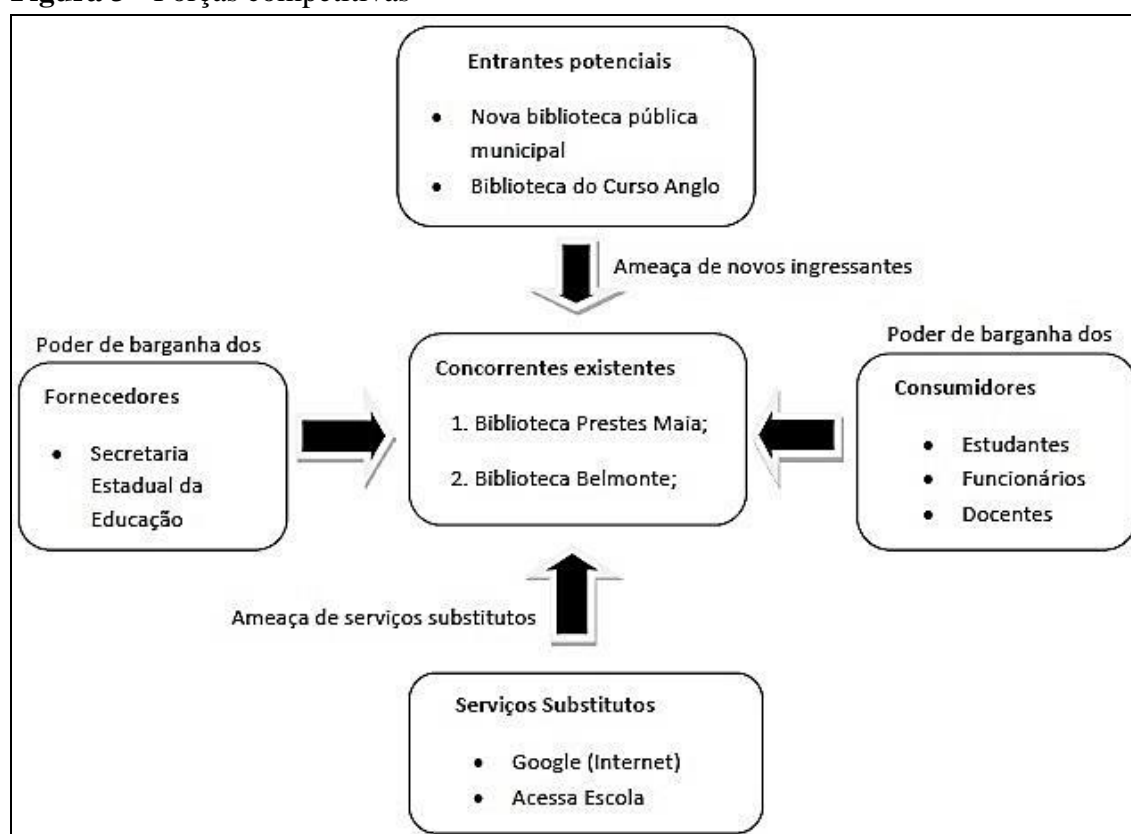 Figura 3 - Forças competitivas
Entrantes potenciais
• Nova biblioteca pública
municipal
• Biblioteca do Curso Anglo
Ameaça de novos ingressantes
Poder de barganha dos
Fornecedores
• Secretaria
Estadual da
Educação
Concorrentes existentes
1. Biblioteca Prestes Maia;
2. Biblioteca Belmonte;
Poder de barganha dos
Consumidores
• Estudantes
• Funcionários
• Docentes
Ameaça de serviços substitutos
Serviços Substitutos
• Google (Internet)
• Acessa Escola